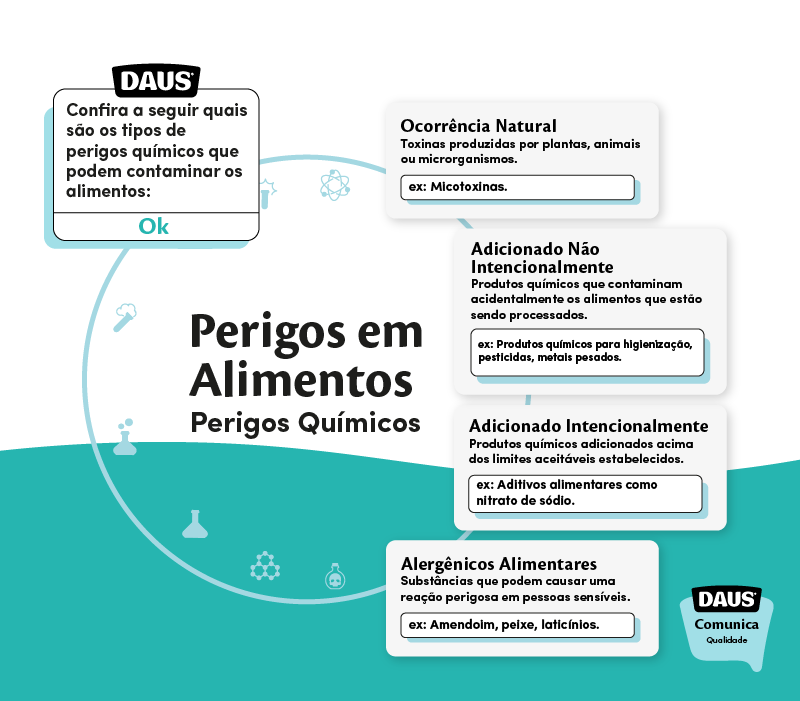 DAUS
Confira a seguir quais
são os tipos de
perigos químicos que
podem contaminar os
alimentos:
Ok
Perigos em
Alimentos
Perigos Químicos
Ocorrência Natural
Toxinas produzidas por plantas, animais
ou microrganismos.
ex: Micotoxinas.
Adicionado Não
Intencionalmente
Produtos químicos que contaminam
acidentalmente os alimentos que estão
sendo processados.
ex: Produtos químicos para higienização,
pesticidas, metais pesados.
Adicionado Intencionalmente
Produtos químicos adicionados acima
dos limites aceitáveis estabelecidos.
ex: Aditivos alimentares como
nitrato de sódio.
Alergênicos Alimentares
Substâncias que podem causar uma
reação perigosa em pessoas sensíveis.
ex: Amendoim, peixe, laticínios.
DAUS
Comunica
Qualidade